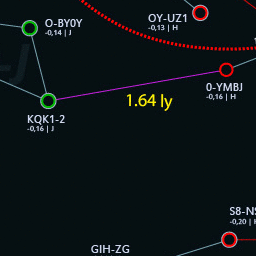 O-BY0Y
-0,14 | J
OY-UZ1
-0,13 | H
0-YMBJ
-0,16 | H
1.64 ly
KQK1-2
-0,16 | J
S8-NS
-0,20 | H
GIH-ZG